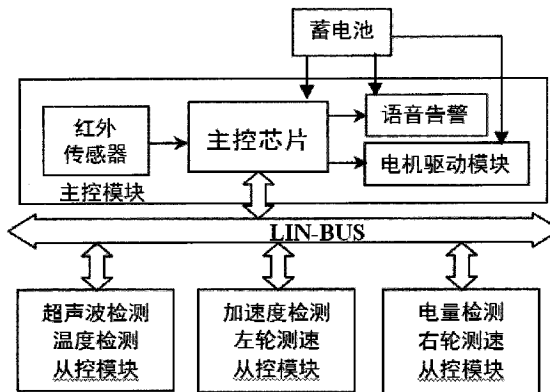 蓄电池
红外
传感器
主控芯片
语音告警
电机驱动模块
主控模块
LIN-BUS
超声波检测
温度检测
从控模块
加速度检测
左轮测速
从控模块
电量检测
右轮测速
从控模块